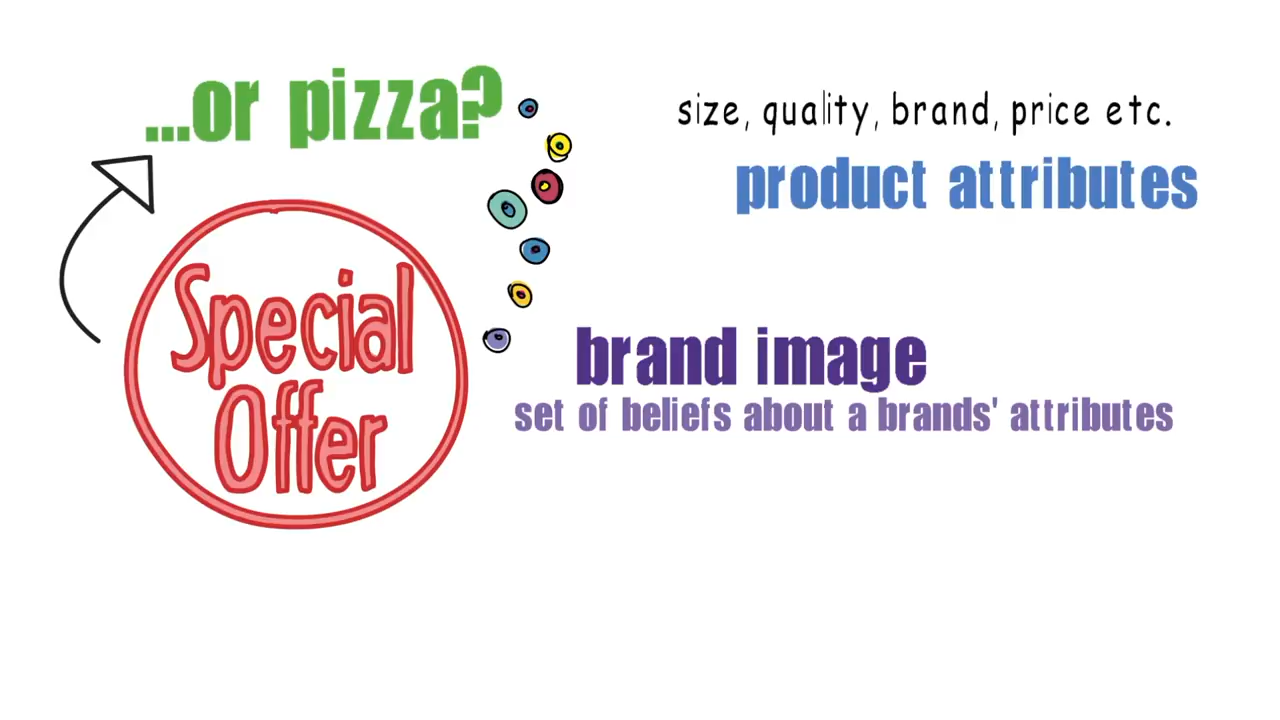 ...or pizza?
size, quality, brand, price etc.
product attributes
Special
Offer
brand image
set of beliefs about a brands' attributes